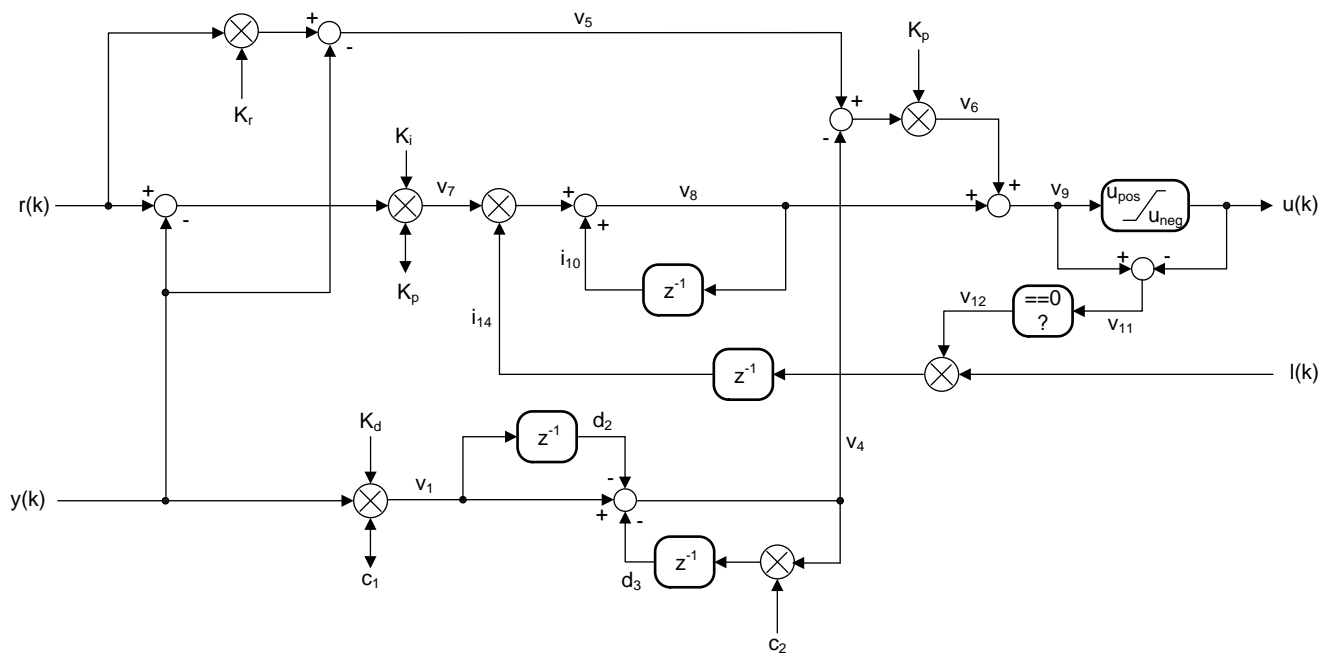 +
-
v5
Kp
Kr
+
-
v6
Ki
r(k)
+
-
v7
+
+
v8
+
+
v9
upos
uneg
u(k)
i10
z-1
Kp
+
-
v12
==0
?
v11
i14
z-1
l(k)
Kd
z-1
d2
v4
y(k)
v1
-
+
-
z-1
d3
c1
c2